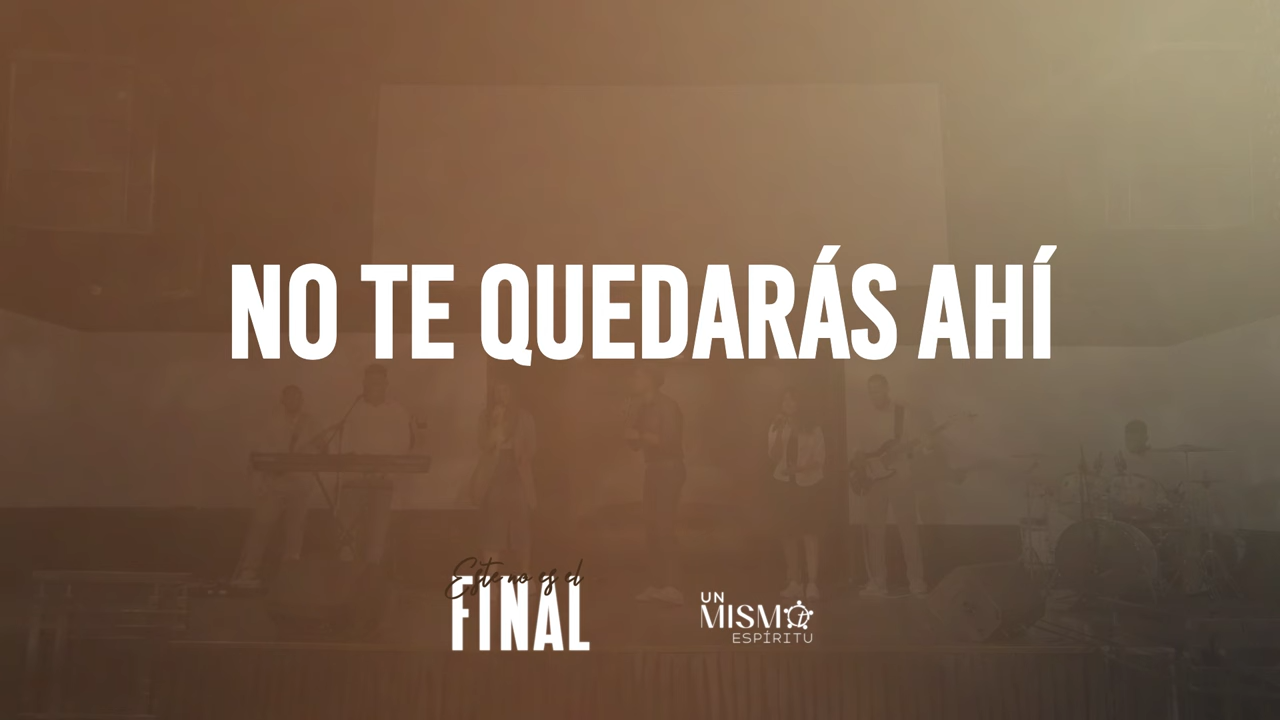 NO TE QUEDARÁS AHÍ
Este no es el
FINAL
UN
MISMO
ESPÍRITU